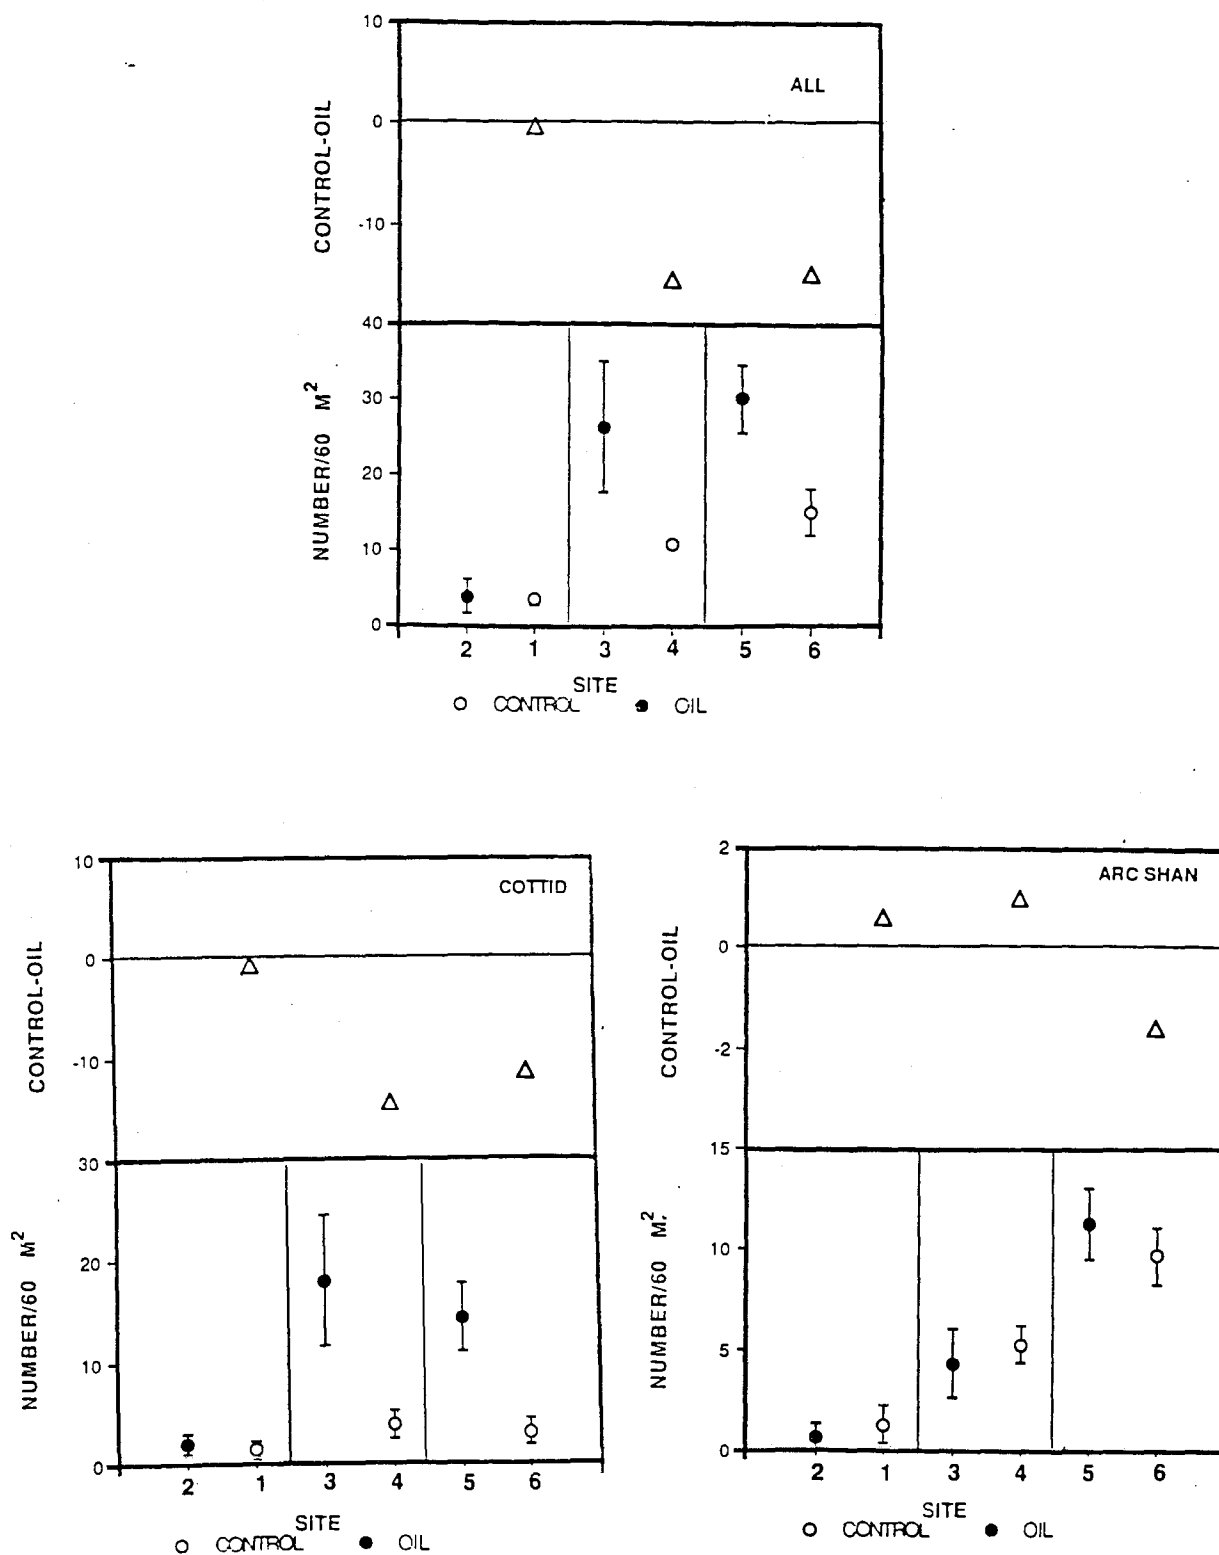 10
ALL
0
CONTROL-OIL
-10
40
30
NUMBER/60 M²
20
10
0
2 1 3 4 5 6
SITE
CONTROL OIL
10
COTTID
0
CONTROL-OIL
-10
30
20
NUMBER/60 M²
10
0
2 1 3 4 5 6
SITE
CONTROL OIL
2
ARC SHAN
0
CONTROL-OIL
-2
15
10
NUMBER/60 M²
5
0
2 1 3 4 5 6
SITE
CONTROL OIL